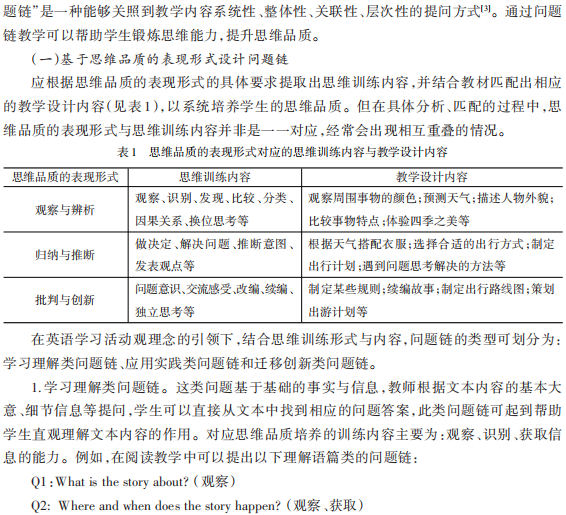 题链”是一种能够关照到教学内容系统性、整体性、关联性、层次性的提问方式[3]。通过问题
链教学可以帮助学生锻炼思维能力,提升思维品质。
(一)基于思维品质的表现形式设计问题链
应根据思维品质的表现形式的具体要求提取出思维训练内容,并结合教材匹配出相应
的教学设计内容(见表1),以系统培养学生的思维品质。但在具体分析、匹配的过程中,思
维品质的表现形式与思维训练内容并非是一一对应,经常会出现相互重叠的情况。
表1 思维品质的表现形式对应的思维训练内容与教学设计内容
思维品质的表现形式 思维训练内容 教学设计内容
观察与辨析
观察、识别、发现、比较、分类、
因果关系、换位思考等
观察周围事物的颜色;预测天气;描述人物外貌;
比较事物特点;体验四季之美等
归纳与推断
做决定、解决问题、推断意图、
发表观点等
根据天气搭配衣服;选择合适的出行方式;制定
出行计划;遇到问题思考解决的方法等
批判与创新
问题意识、交流感受、改编、续编、
独立思考等
制定某些规则;续编故事;制定出行路线图;策划
出游计划等
在英语学习活动观理念的引领下,结合思维训练形式与内容,问题链的类型可划分为:
学习理解类问题链、应用实践类问题链和迁移创新类问题链。
1.学习理解类问题链。这类问题基于基础的事实与信息,教师根据文本内容的基本大
意、细节信息等提问,学生可以直接从文本中找到相应的问题答案,此类问题链可起到帮助
学生直观理解文本内容的作用。对应思维品质培养的训练内容主要为:观察、识别、获取信
息的能力。例如,在阅读教学中可以提出以下理解语篇类的问题链:
Q1:What is the story about?(观察)
Q2: Where and when does the story happen?(观察、获取)